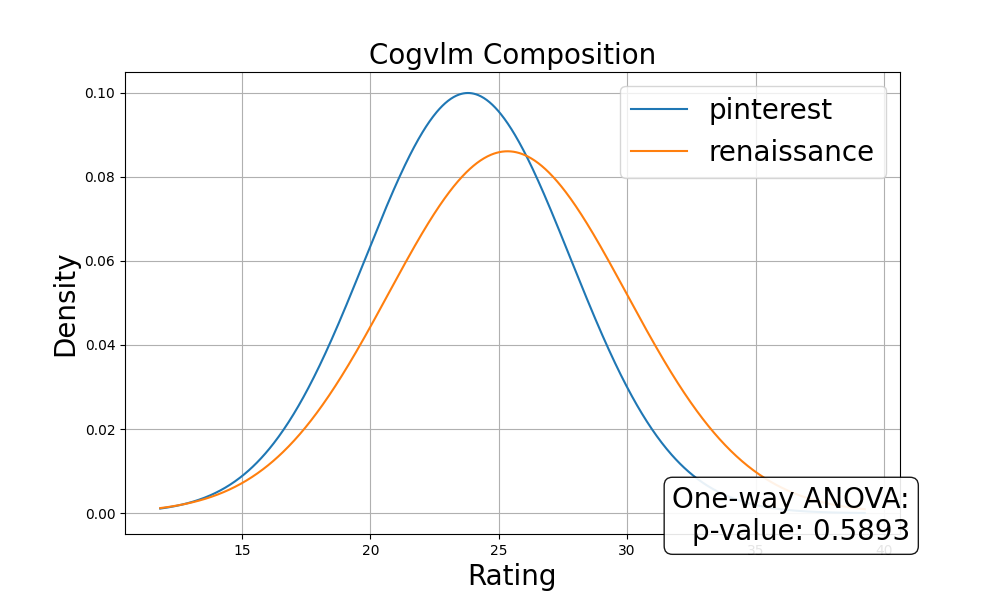 Cogvlm Composition
pinterest
renaissance
Density
0.10
0.08
0.06
0.04
0.02
0.00
One-way ANOVA:
p-value: 0.5893
15
20
25
30
35
40
Rating